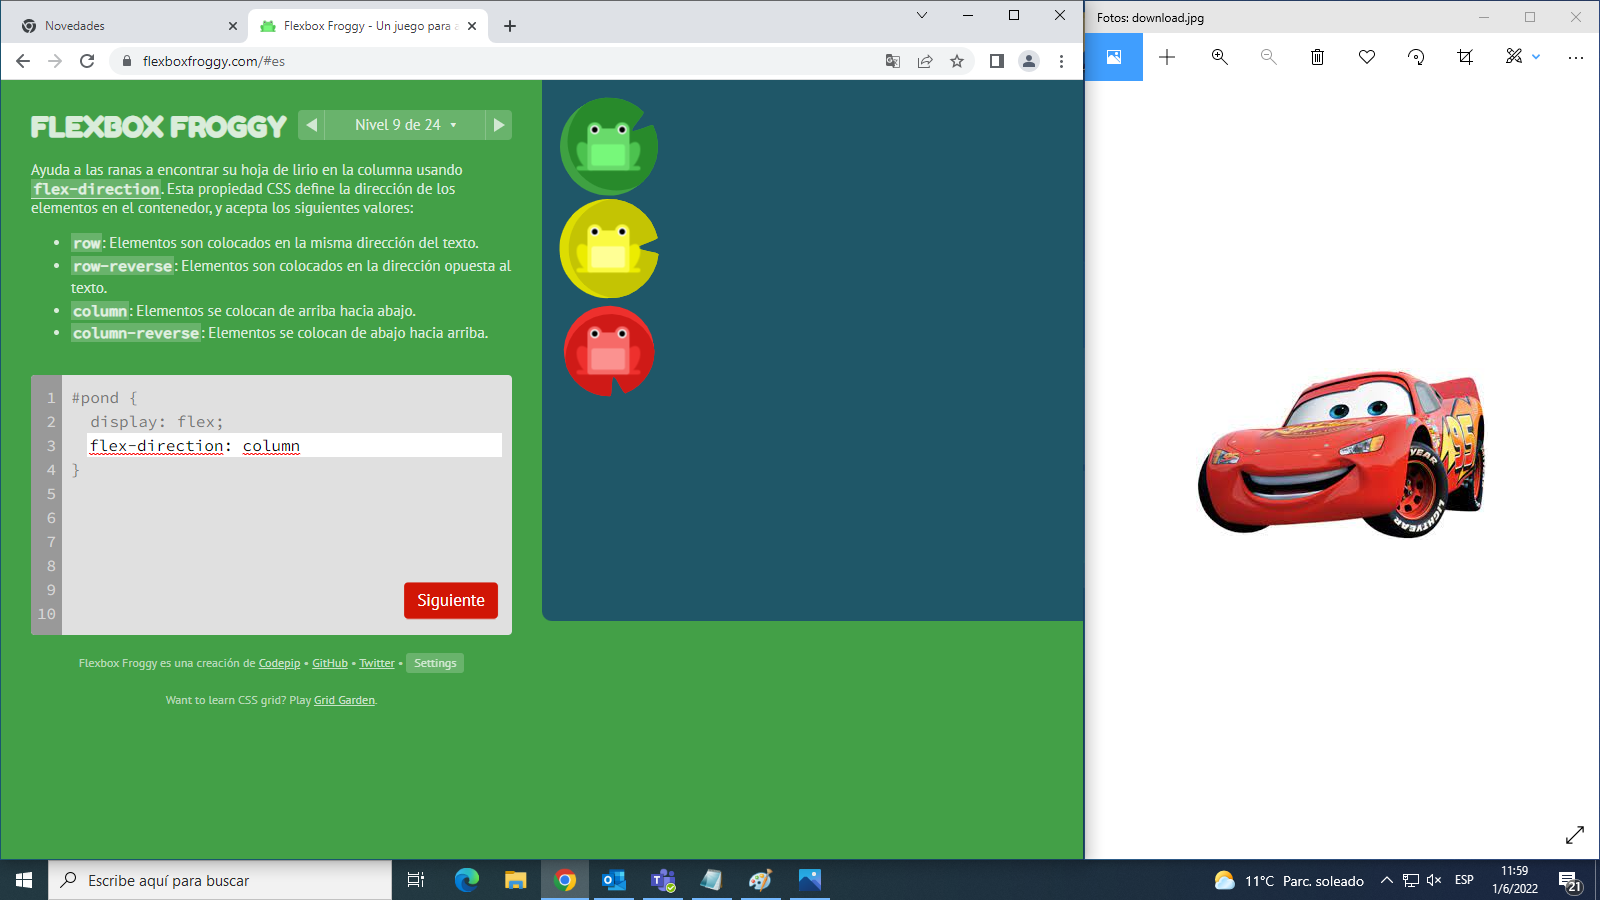 Novedades
Flexbox Froggy - Un juego para a
Fotos: download.jpg
flexboxfroggy.com/#es
FLEXBOX FROGGY
Nivel 9 de 24
Ayuda a las ranas a encontrar su hoja de lirio en la columna usando
flex-direction. Esta propiedad CSS define la dirección de los
elementos en el contenedor, y acepta los siguientes valores:
• row: Elementos son colocados en la misma dirección del texto.
• row-reverse: Elementos son colocados en la dirección opuesta al
texto.
• column: Elementos se colocan de arriba hacia abajo.
• column-reverse: Elementos se colocan de abajo hacia arriba.
1 #pond {
2 display: flex;
3 flex-direction: column
4 }
5
6
7
8
9
10
Siguiente
Flexbox Froggy es una creación de Codepip • GitHub • Twitter • Settings
Want to learn CSS grid? Play Grid Garden.
95
LIGHTYEAR
Escribe aquí para buscar
11°C Parc. soleado
ESP
11:59
1/6/2022
21